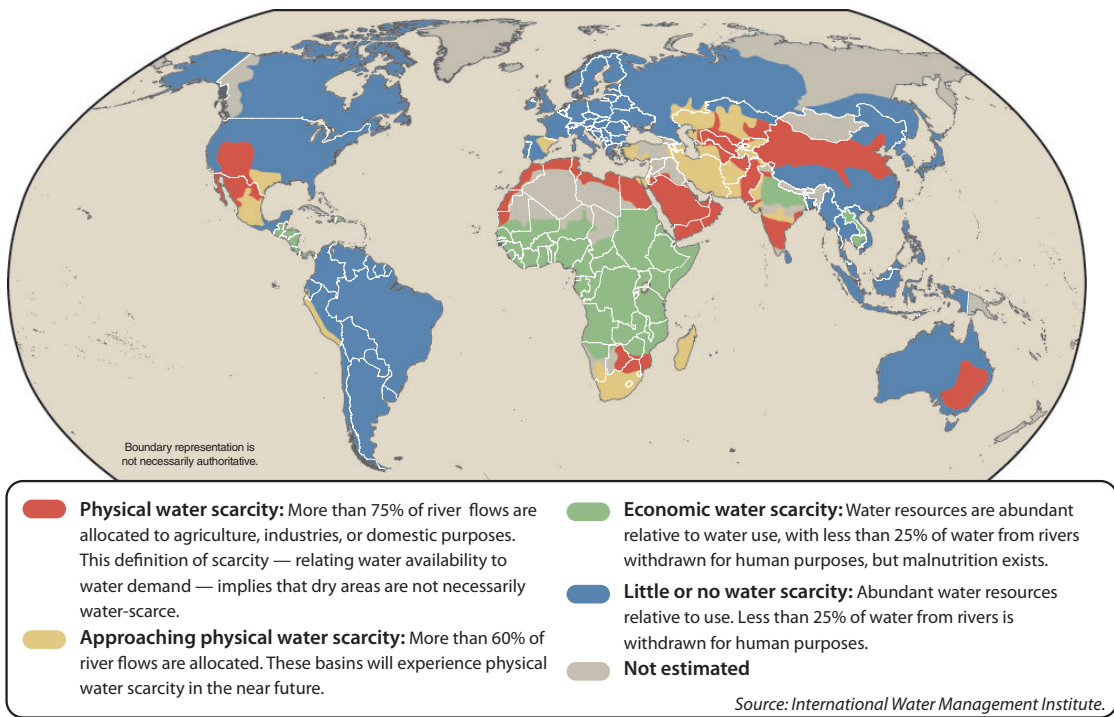 Boundary representation is
not necessarily authoritative.
Physical water scarcity: More than 75% of river flows are
allocated to agriculture, industries, or domestic purposes.
This definition of scarcity — relating water availability to
water demand — implies that dry areas are not necessarily
water-scarce.
Approaching physical water scarcity: More than 60% of
river flows are allocated. These basins will experience physical
water scarcity in the near future.
Economic water scarcity: Water resources are abundant
relative to water use, with less than 25% of water from rivers
withdrawn for human purposes, but malnutrition exists.
Little or no water scarcity: Abundant water resources
relative to use. Less than 25% of water from rivers is
withdrawn for human purposes.
Not estimated
Source: International Water Management Institute.